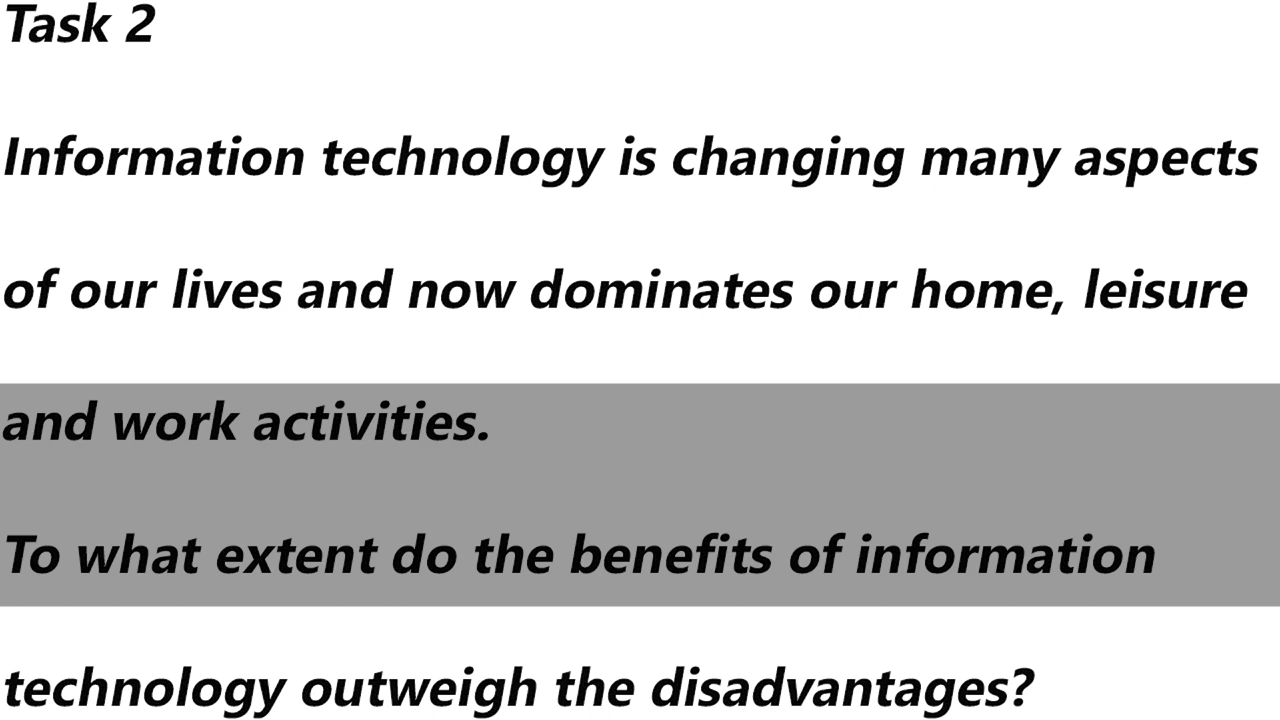 Task 2
Information technology is changing many aspects
of our lives and now dominates our home, leisure
and work activities.
To what extent do the benefits of information
technology outweigh the disadvantages?